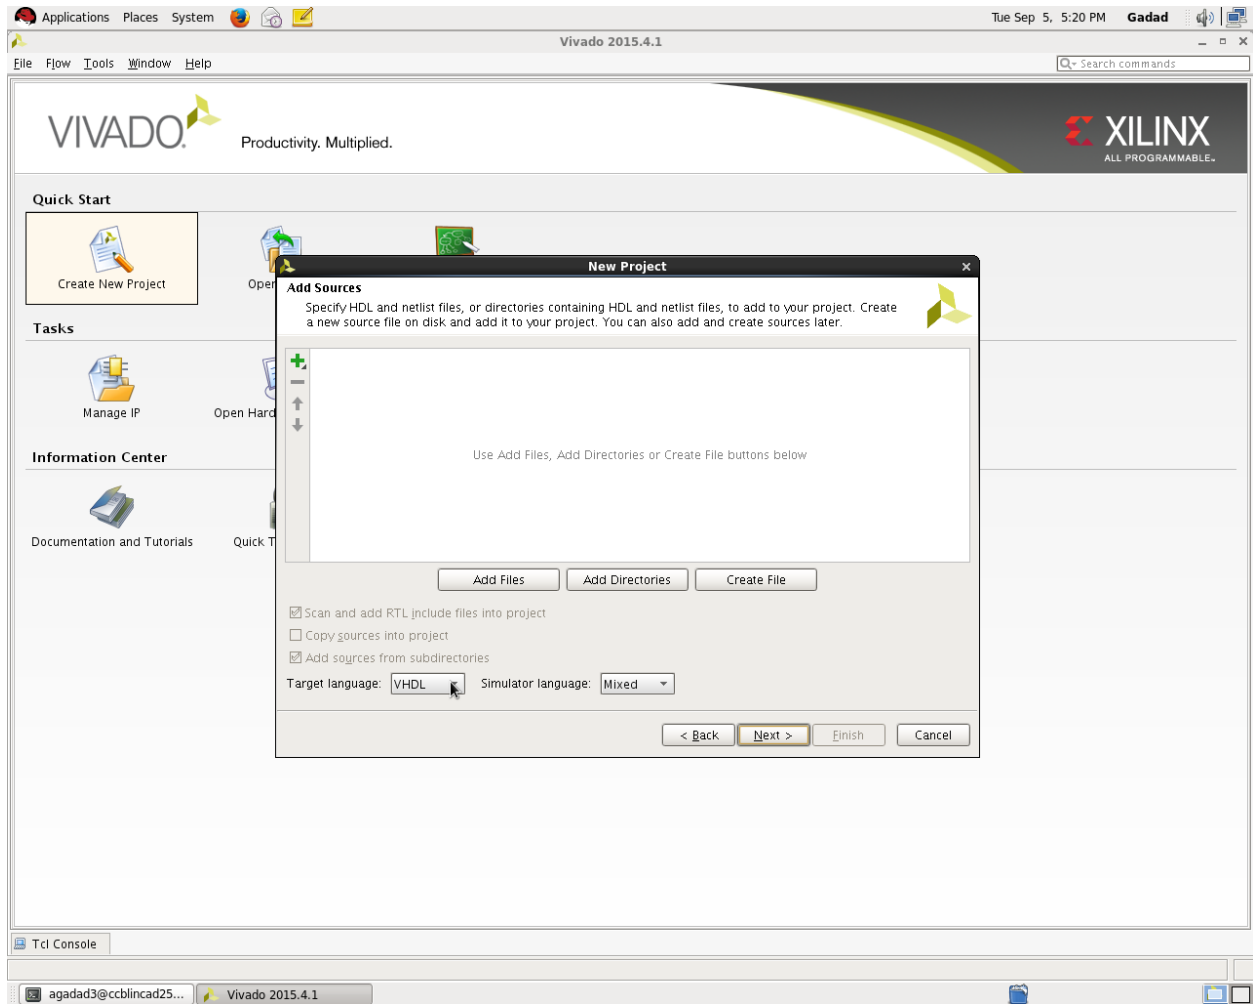 Applications Places System
Tue Sep 5, 5:20 PM Gadad
Vivado 2015.4.1
File Flow Tools Window Help
Search commands
VIVADO.
Productivity. Multiplied.
XILINX
ALL PROGRAMMABLE.
Quick Start
Create New Project
Oper
New Project
Add Sources
Specify HDL and netlist files, or directories containing HDL and netlist files, to add to your project. Create
a new source file on disk and add it to your project. You can also add and create sources later.
Tasks
Manage IP
Open Hard
Use Add Files, Add Directories or Create File buttons below
Information Center
Documentation and Tutorials
Quick T
Add Files
Add Directories
Create File
Scan and add RTL include files into project
Copy sources into project
Add sources from subdirectories
Target language: VHDL Simulator language: Mixed
< Back Next > Finish Cancel
Tcl Console
agadad3@ccblincad25...
Vivado 2015.4.1